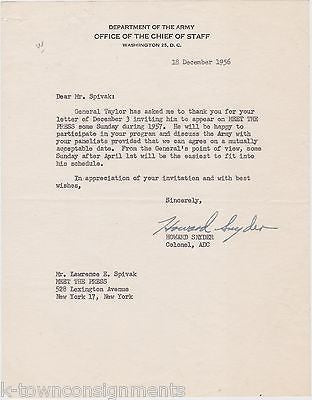 DEPARTMENT OF THE ARMY
OFFICE OF THE CHIEF OF STAFF
WASHINGTON 25, D. C.
18 December 1956
Dear Mr. Spivak:
General Taylor has asked me to thank you for your
letter of December 3 inviting him to appear on MEET THE
PRESS some Sunday during 1957. He will be happy to
participate in your program and discuss the Army with
your panelists provided that we can agree on a mutually
acceptable date. From the General's point of view, some
Sunday after April 1st will be the easiest to fit into
his schedule.
In appreciation of your invitation and with best
wishes,
Sincerely,
Howard Snyder
HOWARD SNYDER
Colonel, ADC
Mr. Lawrence E. Spivak
MEET THE PRESS
528 Lexington Avenue
New York 17, New York
k-townconsignments